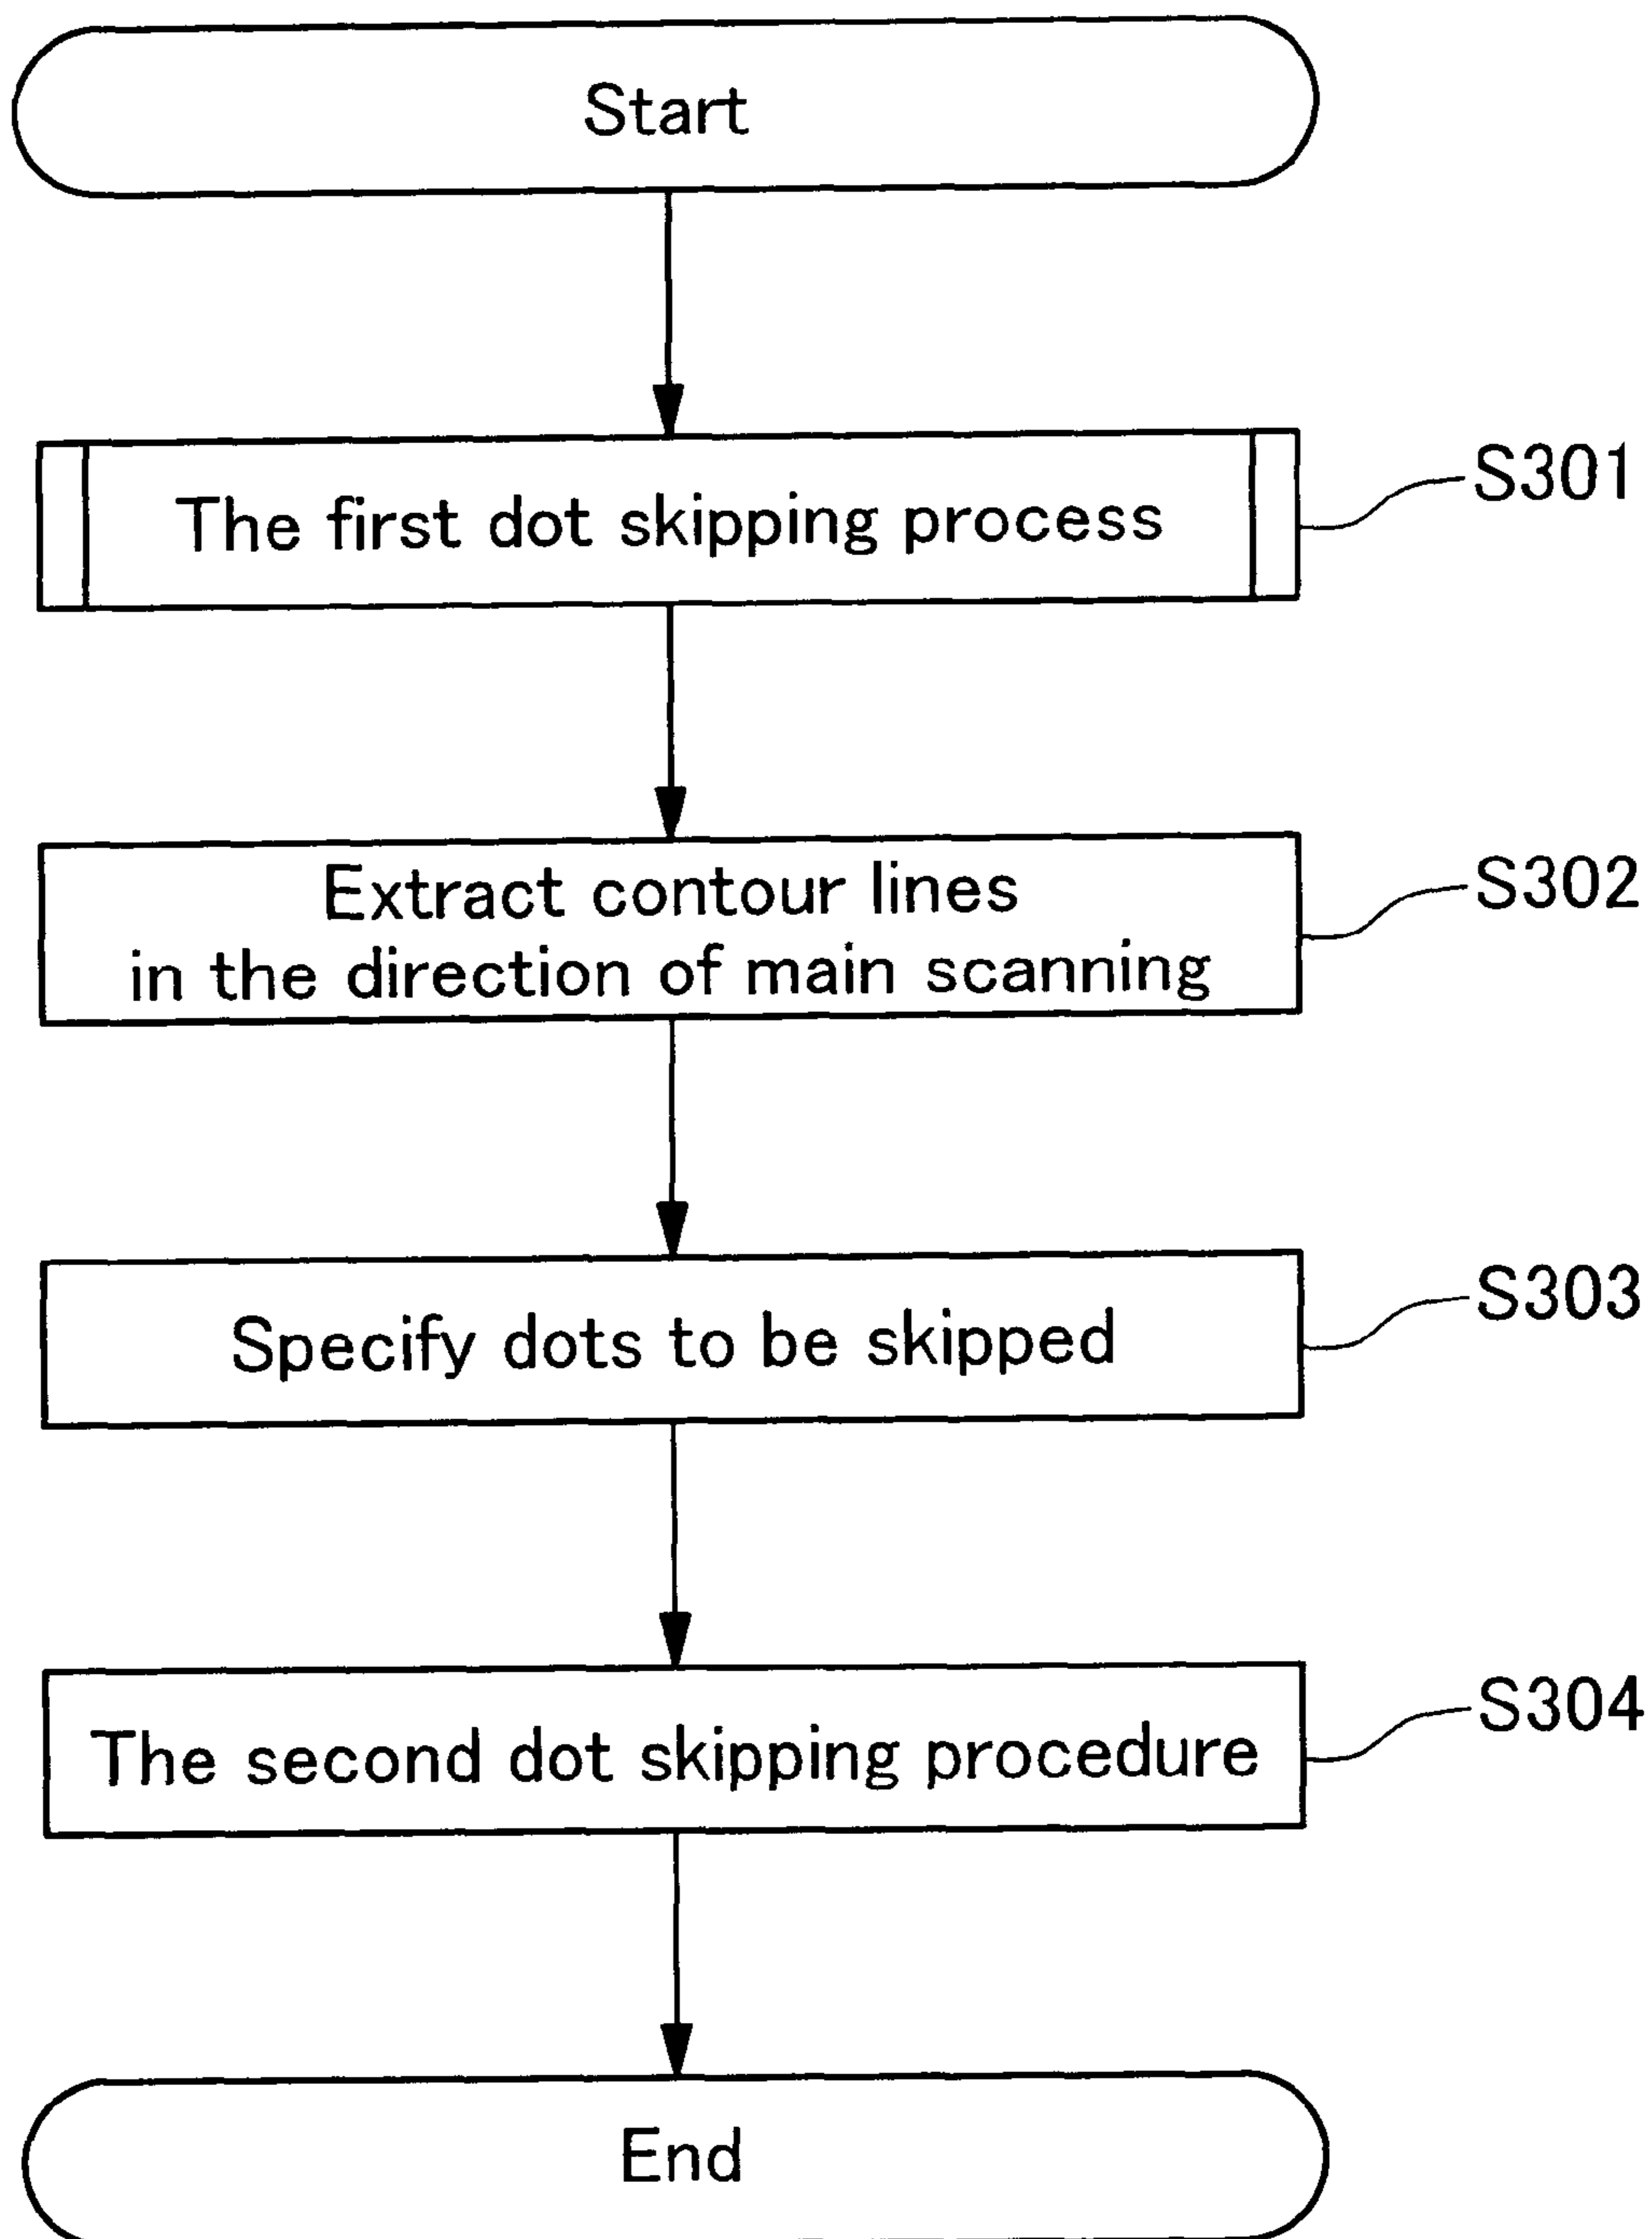 Start
The first dot skipping process
S301
Extract contour lines
in the direction of main scanning
S302
Specify dots to be skipped
S303
The second dot skipping procedure
S304
End